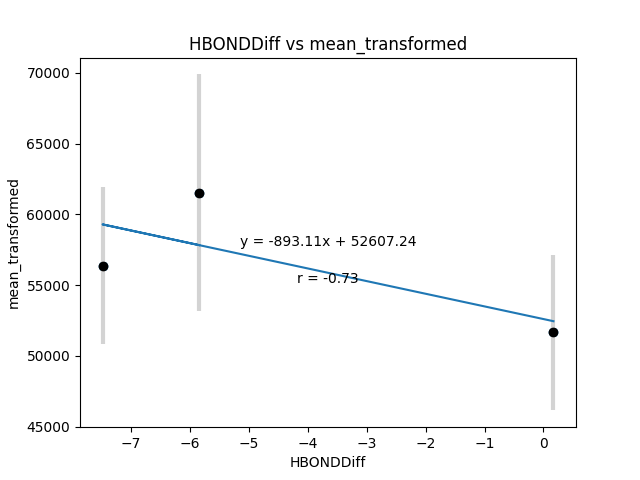 HBONDDiff vs mean_transformed
70000
65000
60000
55000
50000
45000
mean_transformed
y = -893.11x + 52607.24
r = -0.73
−7
−6
−5
−4
−3
−2
−1
0
HBONDDiff